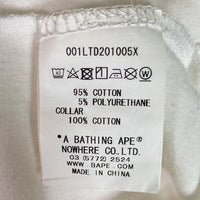 001LTD201005X
95% COTTON
5% POLYURETHANE
COLLAR
100% COTTON
"A BATHING APE®"
NOWHERE CO.LTD.
03 (5772) 2524
WWW.BAPE.COM
MADE IN CHINA